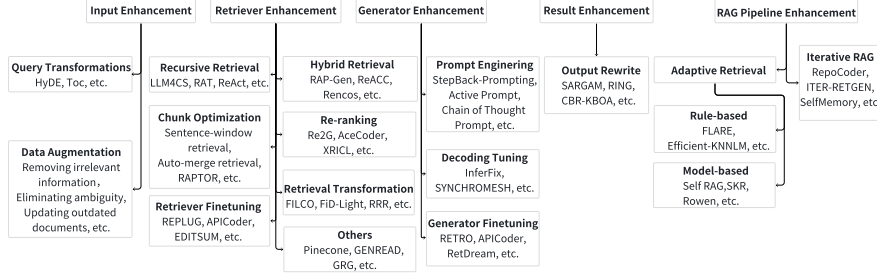 Input Enhancement
Query Transformations
HyDE, Toc, etc.
Data Augmentation
Removing irrelevant
information，
Eliminating ambiguity,
Updating outdated
documents, etc.
Retriever Enhancement
Recursive Retrieval
LLM4CS, RAT, ReAct, etc.
Chunk Optimization
Sentence-window
retrieval,
Auto-merge retrieval,
RAPTOR, etc.
Retriever Finetuning
REPLUG, APICoder,
EDITSUM, etc.
Hybrid Retrieval
RAP-Gen, ReACC,
Rencos, etc.
Re-ranking
Re2G, AceCoder,
XRICL, etc.
Retrieval Transformation
FILCO, FiD-Light, RRR, etc.
Others
Pinecone, GENREAD,
GRG, etc.
Generator Enhancement
Prompt Enginering
StepBack-Prompting,
Active Prompt,
Chain of Thought
Prompt, etc.
Decoding Tuning
InferFix,
SYNCHROMESH, etc.
Generator Finetuning
RETRO, APICoder,
RetDream, etc.
Result Enhancement
Output Rewrite
SARGAM, RING,
CBR-KBOA, etc.
RAG Pipeline Enhancement
Adaptive Retrieval
Rule-based
FLARE,
Efficient-KNNLM, etc.
Model-based
Self RAG,SKR,
Rowen, etc.
Iterative RAG
RepoCoder,
ITER-RETGEN,
SelfMemory, etc